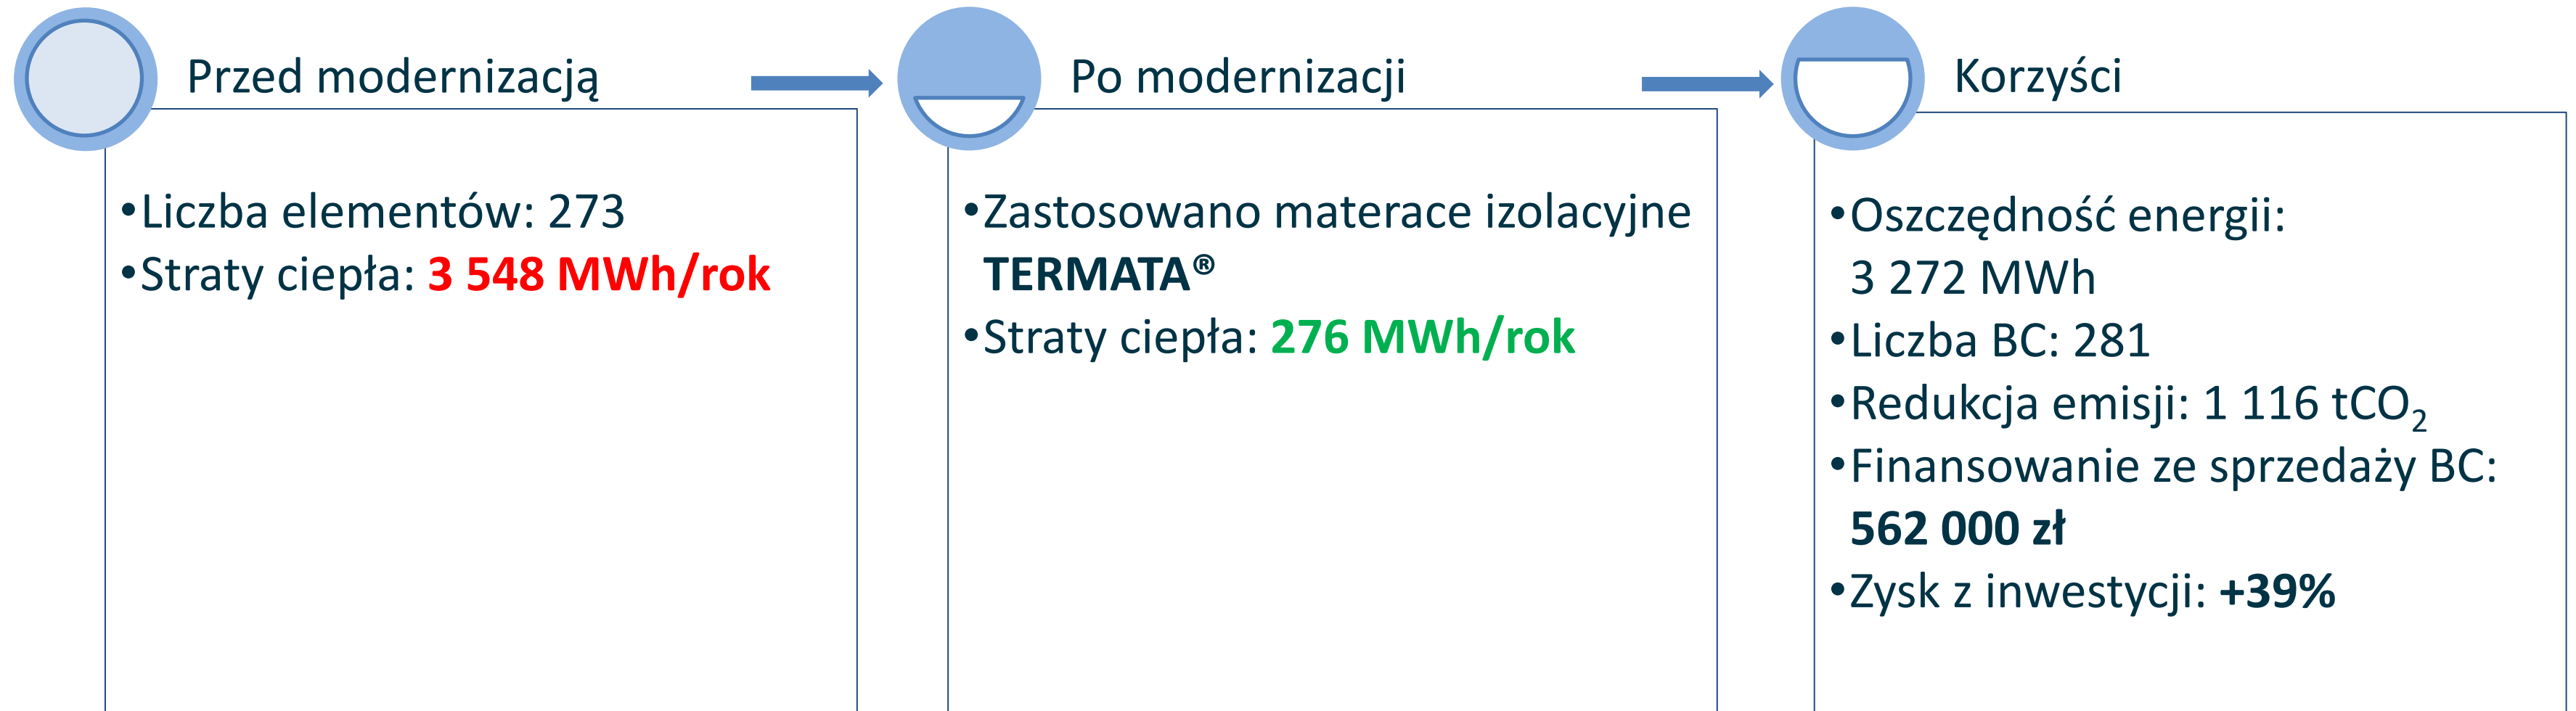 Przed modernizacją
•Liczba elementów: 273
•Straty ciepła: 3 548 MWh/rok
Po modernizacji
•Zastosowano materace izolacyjne
TERMATA®
•Straty ciepła: 276 MWh/rok
Korzyści
•Oszczędność energii:
3 272 MWh
•Liczba BC: 281
•Redukcja emisji: 1 116 tCO₂
•Finansowanie ze sprzedaży BC:
562 000 zł
•Zysk z inwestycji: +39%